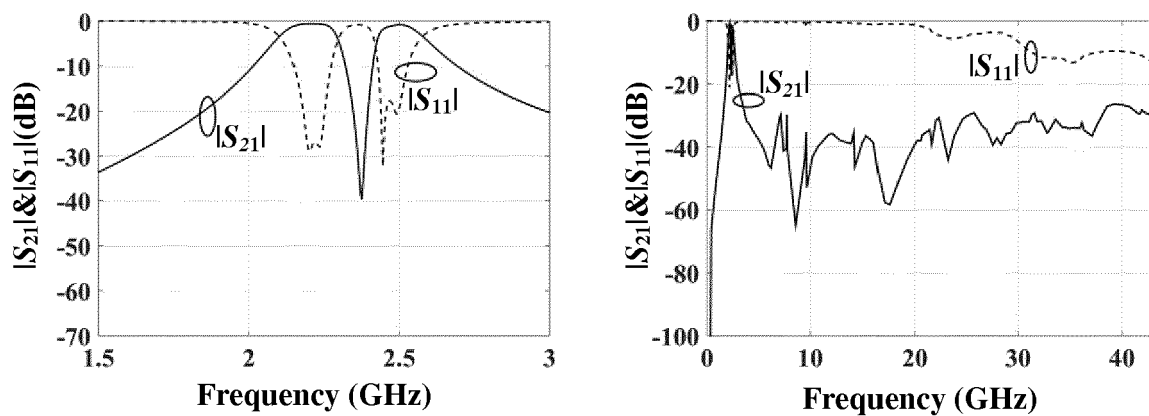 |S21|&|S11|(dB)
0
-10
-20
-30
-40
-50
-60
-70
|S21|
|S11|
1.5 2 2.5 3
Frequency (GHz)
|S21|&|S11|(dB)
0
-20
-40
-60
-80
-100
|S11|
|S21|
0 10 20 30 40
Frequency (GHz)